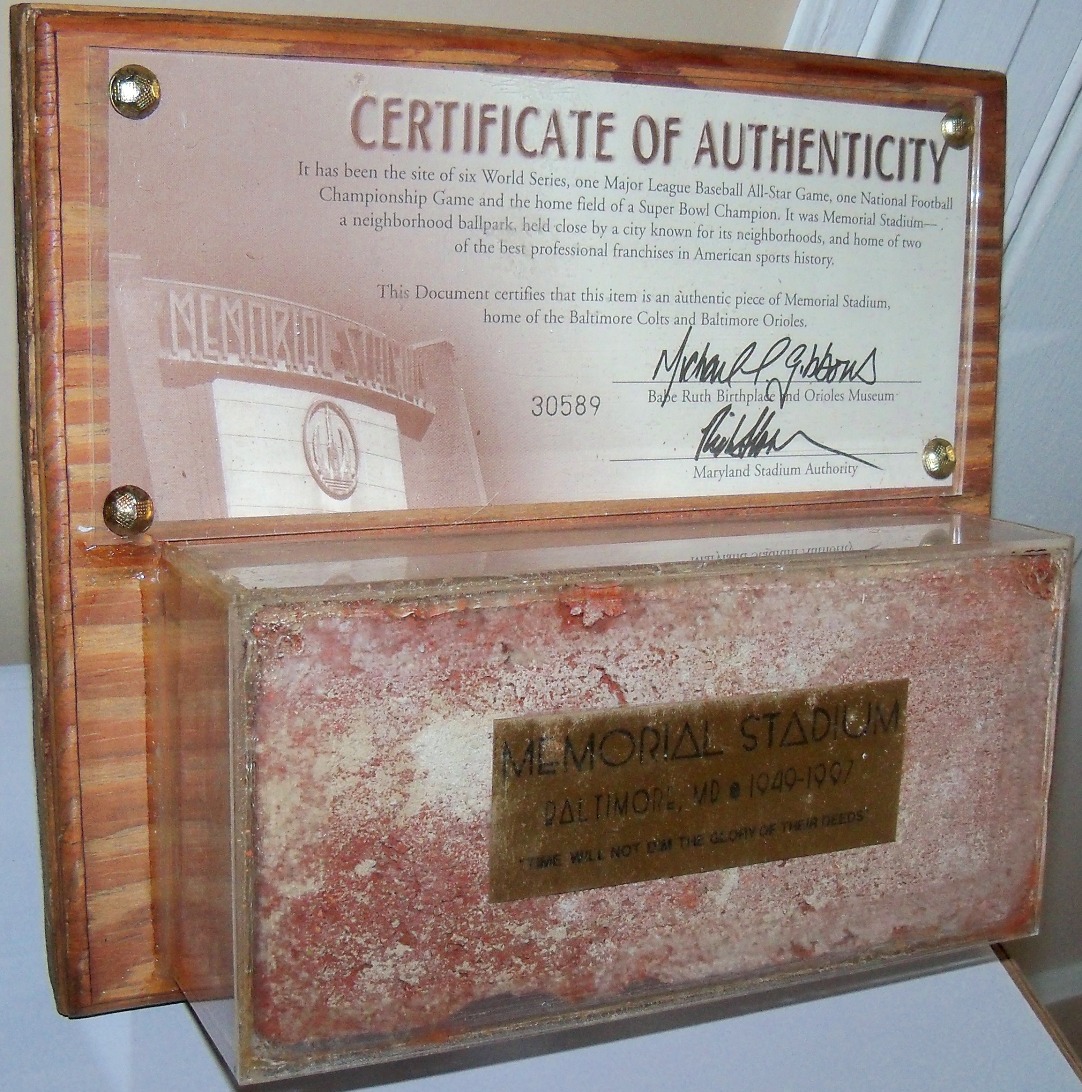 CERTIFICATE OF AUTHENTICITY
It has been the site of six World Series, one Major League Baseball All-Star Game, one National Football
Championship Game and the home field of a Super Bowl Champion. It was Memorial Stadium—
a neighborhood ballpark, held close by a city known for its neighborhoods, and home of two
of the best professional franchises in American sports history.
This Document certifies that this item is an authentic piece of Memorial Stadium,
home of the Baltimore Colts and Baltimore Orioles.
MEMORIAL STADIUM
Michael L Gibbons
30589
Babe Ruth Birthplace and Orioles Museum
Maryland Stadium Authority
MEMORIAL STADIUM
BALTIMORE, MD • 1949-1997
"TIME WILL NOT DIM THE GLORY OF THEIR DEEDS"